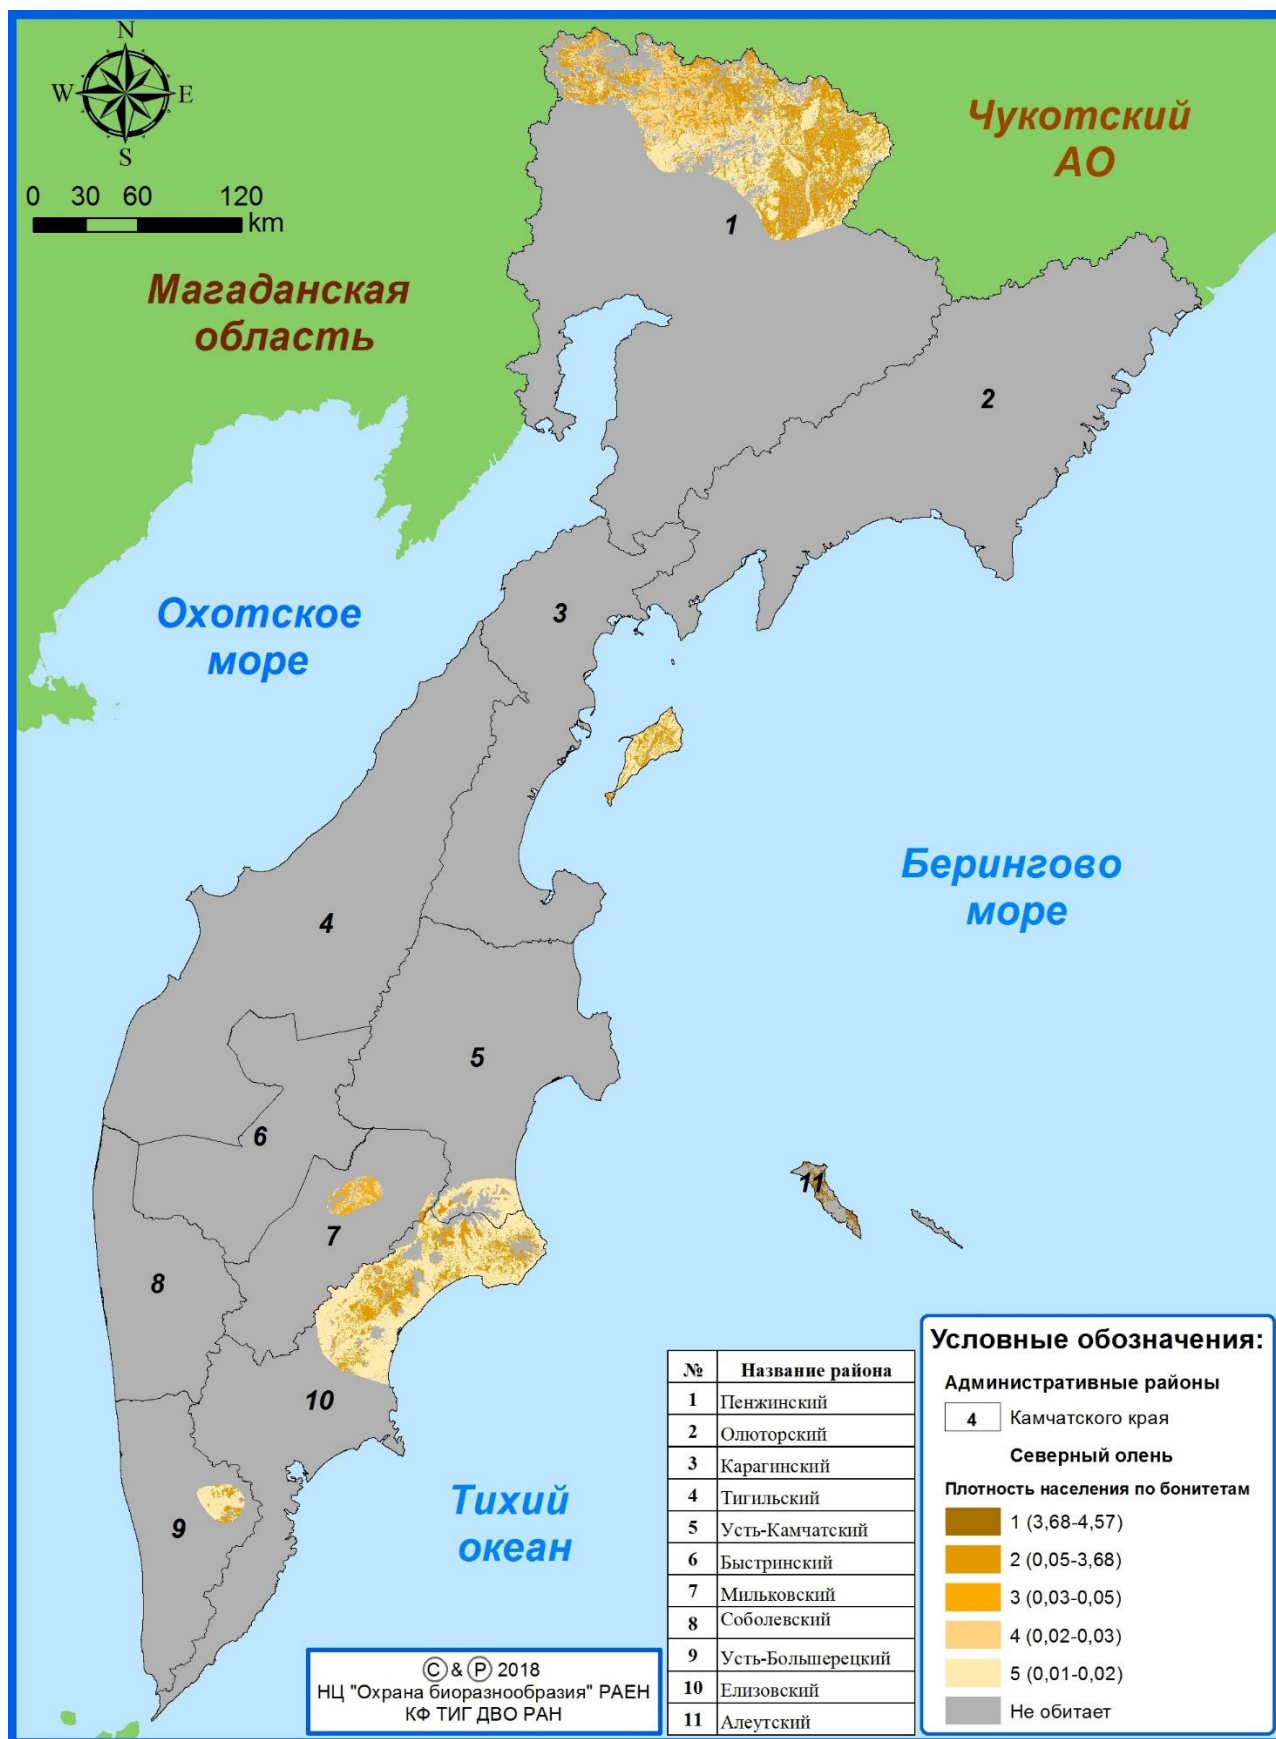 N
W E
S
0 30 60 120
km
Чукотский
АО
Магаданская
область
1
2
3
Охотское
море
Берингово
море
4
5
6
7
8
9
10
11
Тихий
океан
№ Название района
1 Пенжинский
2 Олюторский
3 Карагинский
4 Тигильский
5 Усть-Камчатский
6 Быстринский
7 Мильковский
8 Соболевский
9 Усть-Большерецкий
10 Елизовский
11 Алеутский
Условные обозначения:
Административные районы
4 Камчатского края
Северный олень
Плотность населения по бонитетам
1 (3,68-4,57)
2 (0,05-3,68)
3 (0,03-0,05)
4 (0,02-0,03)
5 (0,01-0,02)
Не обитает
Ⓒ & Ⓟ 2018
НЦ "Охрана биоразнообразия" РАЕН
КФ ТИГ ДВО РАН